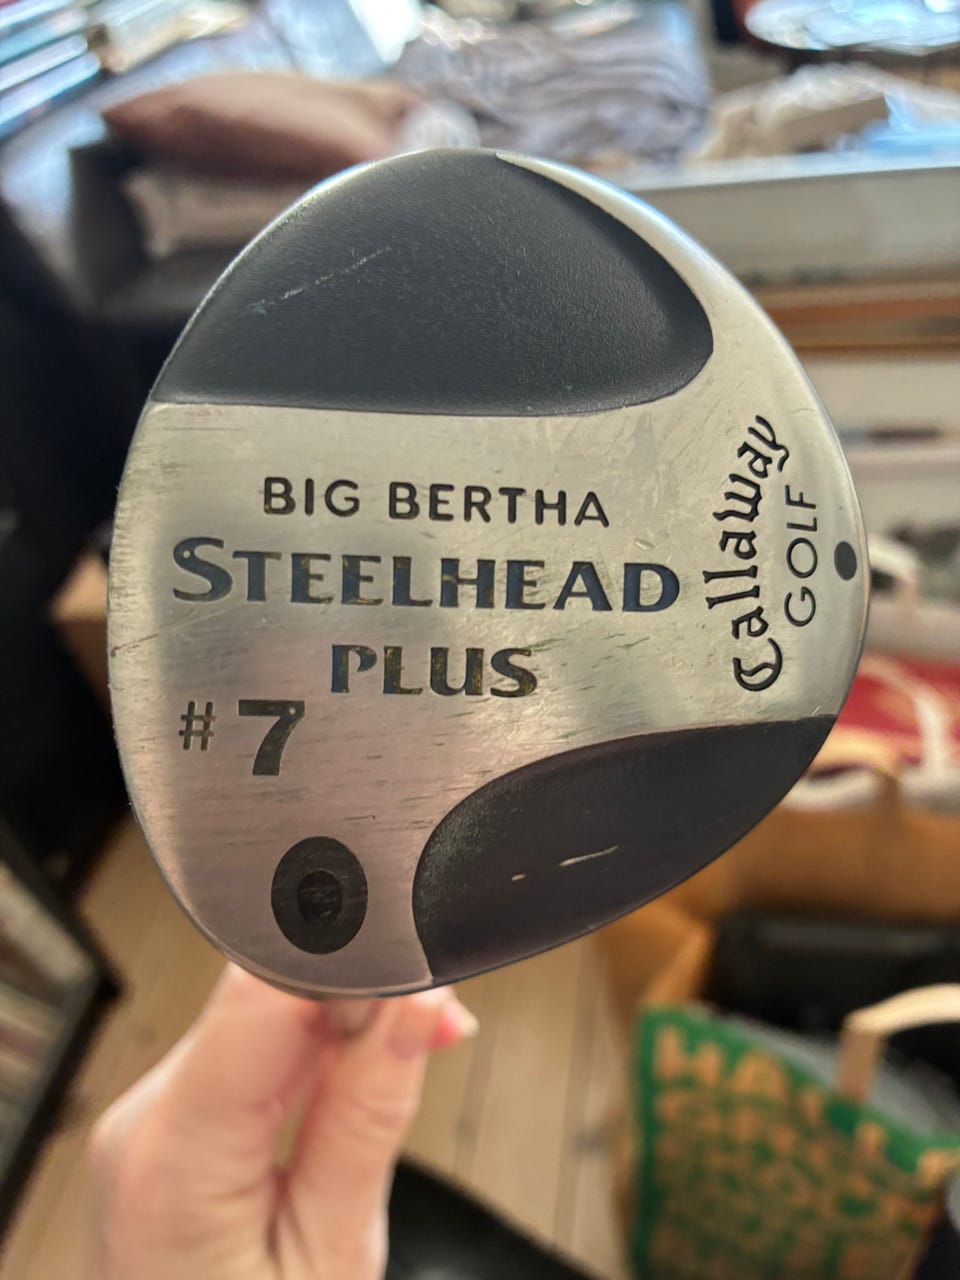 BIG BERTHA
STEELHEAD
PLUS
#7
Callaway
GOLF